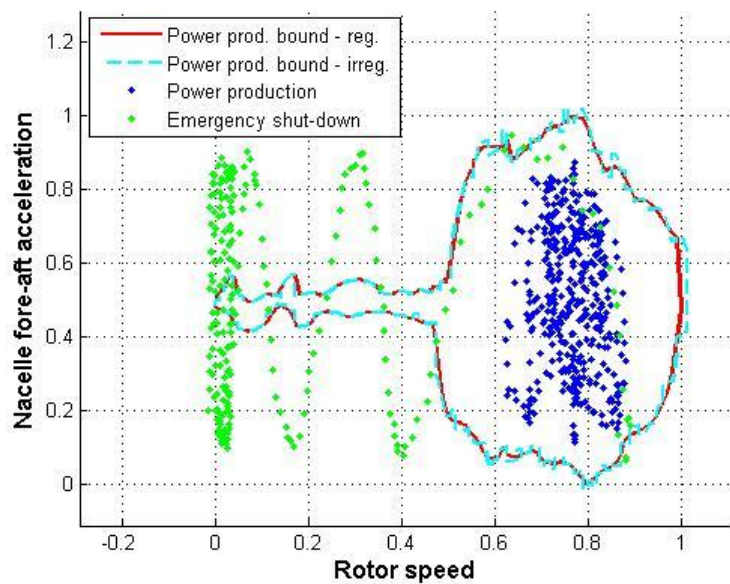 Power prod. bound - reg.
Power prod. bound - irreg.
Power production
Emergency shut-down
1.2
1
0.8
0.6
0.4
0.2
0
Nacelle fore-aft acceleration
-0.2 0 0.2 0.4 0.6 0.8 1
Rotor speed